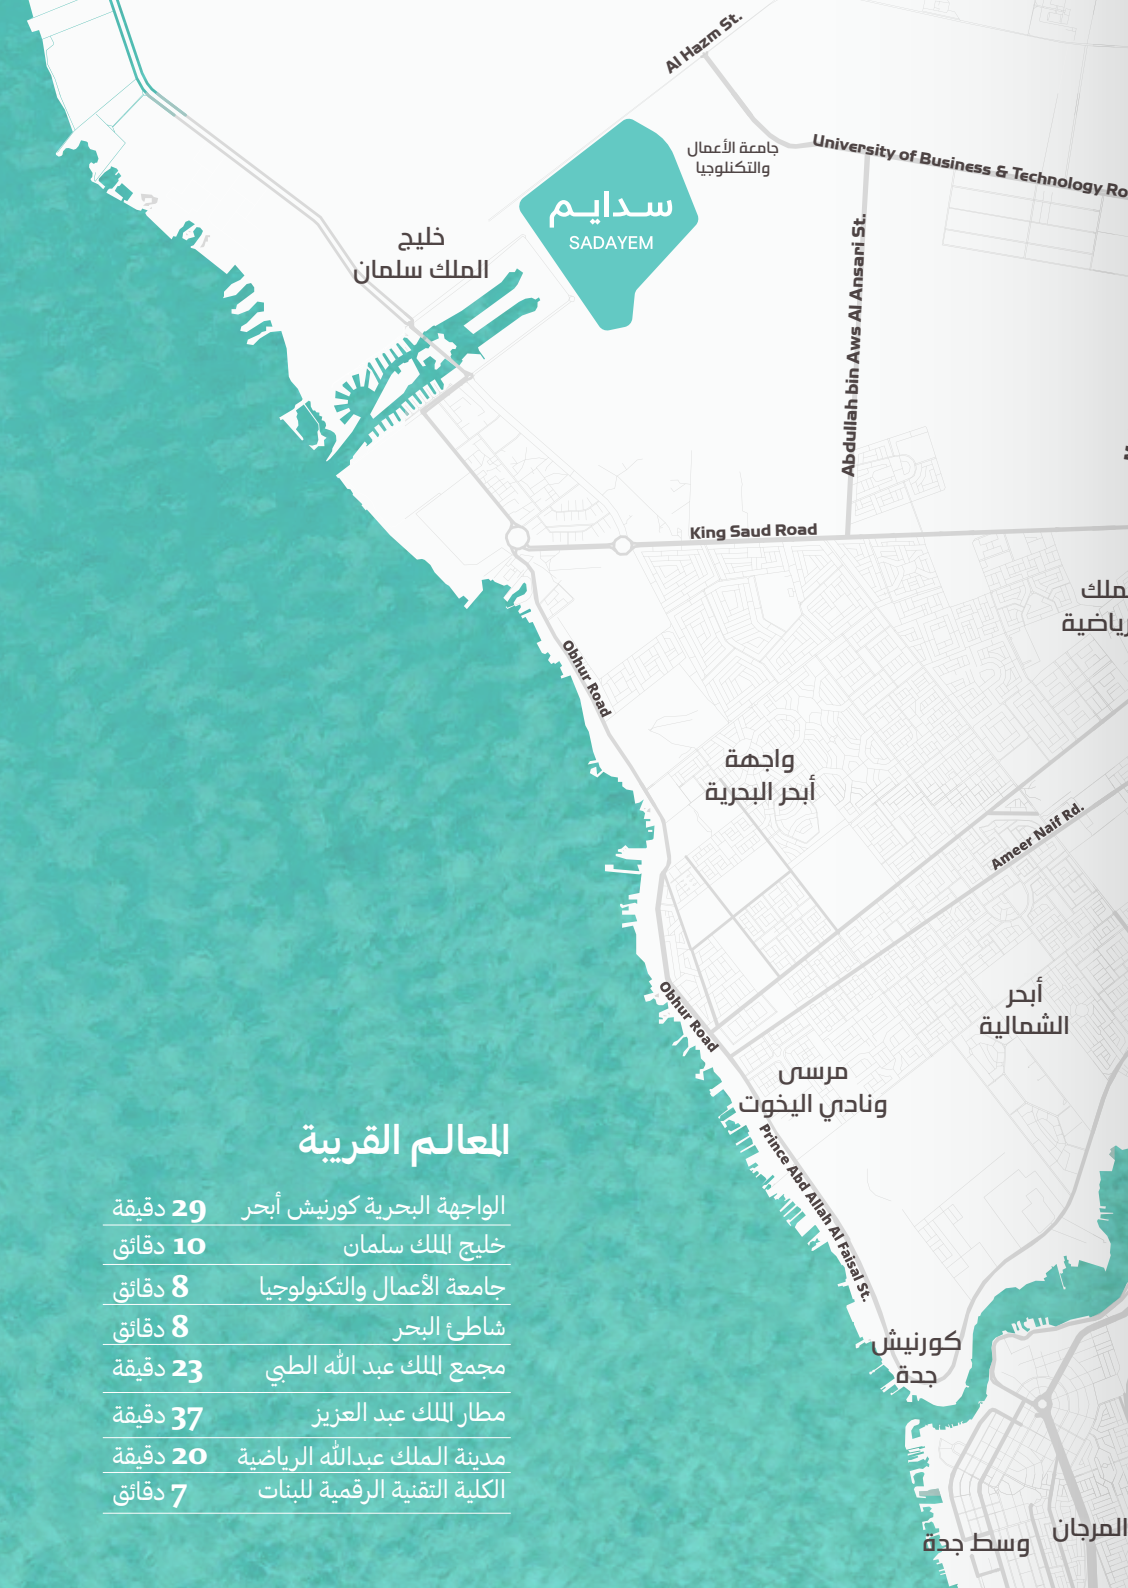 Al Hazm St.
جامعة الأعمال
والتكنلوجيا
University of Business & Technology Ro
سدايم
SADAYEM
خليج
الملك سلمان
Abdullah bin Aws Al Ansari St.
King Saud Road
ملك
رياضية
Obhur Road
واجهة
أبحر البحرية
Ameer Naif Rd.
أبحر
الشمالية
Obhur Road
مرسى
ونادي اليخوت
Prince Abd Allah Al Faisal St.
المعالم القريبة
الواجهة البحرية كورنيش أبحر 29 دقيقة
خليج الملك سلمان 10 دقائق
جامعة الأعمال والتكنولوجيا 8 دقائق
شاطئ البحر 8 دقائق
مجمع الملك عبد الله الطبي 23 دقيقة
مطار الملك عبد العزيز 37 دقيقة
مدينة الملك عبدالله الرياضية 20 دقيقة
الكلية التقنية الرقمية للبنات 7 دقائق
كورنيش
جدة
المرجان
وسط جدة